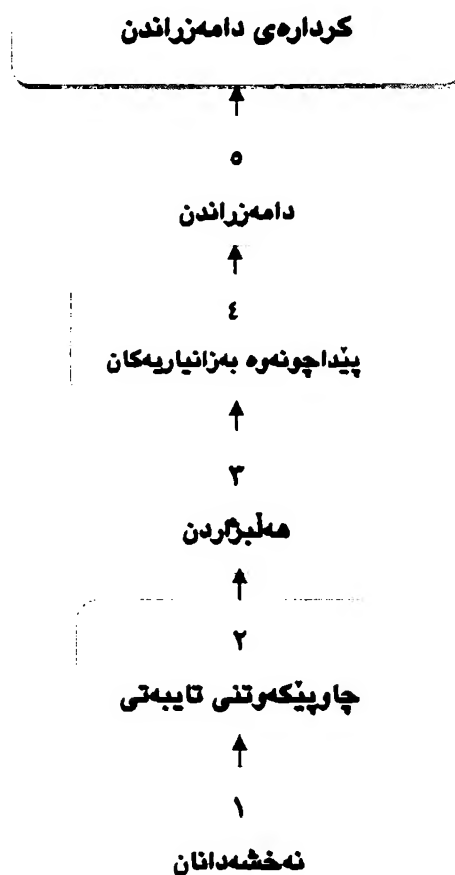 کردارەی دامەزراندن
٥
دامەزراندن
٤
پێداچونەوە بەزانیاریەکان
٣
هەڵبژاردن
٢
چاوپێکەوتنی تایبەتی
١
نەخشەدانان